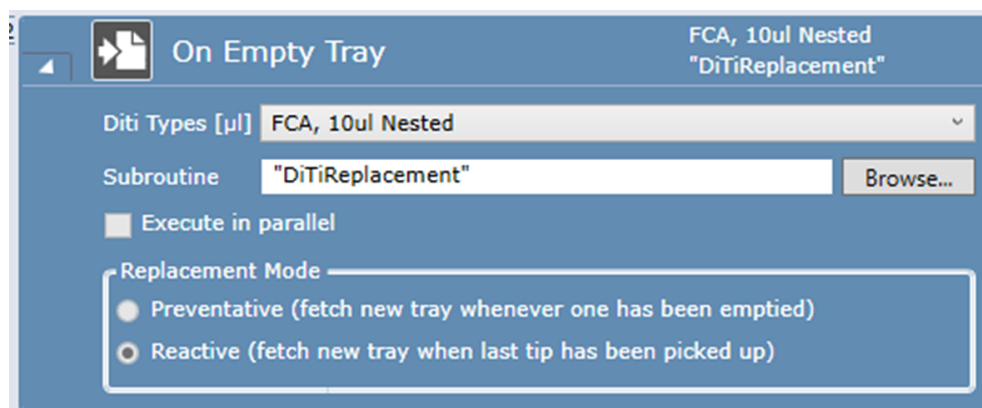 On Empty Tray
FCA, 10ul Nested
"DiTiReplacement"
Diti Types [µl] FCA, 10ul Nested
Subroutine "DiTiReplacement" Browse...
Execute in parallel
Replacement Mode
Preventative (fetch new tray whenever one has been emptied)
Reactive (fetch new tray when last tip has been picked up)